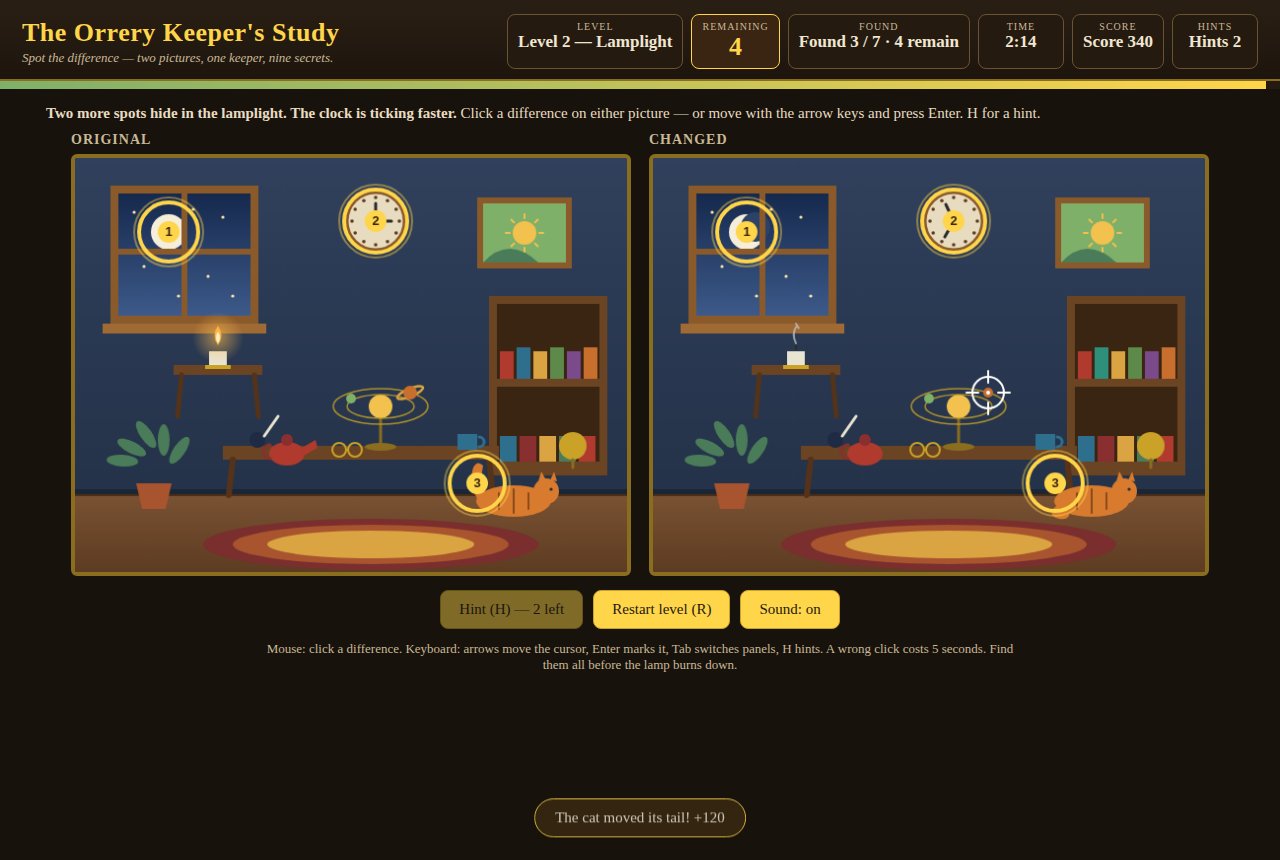 The Orrery Keeper's Study
Spot the difference — two pictures, one keeper, nine secrets.
LEVEL
Level 2 — Lamplight
REMAINING
4
FOUND
Found 3 / 7 · 4 remain
TIME
2:14
SCORE
Score 340
HINTS
Hints 2
Two more spots hide in the lamplight. The clock is ticking faster. Click a difference on either picture — or move with the arrow keys and press Enter. H for a hint.
ORIGINAL
CHANGED
1
2
3
1
2
3
Hint (H) — 2 left
Restart level (R)
Sound: on
Mouse: click a difference. Keyboard: arrows move the cursor, Enter marks it, Tab switches panels, H hints. A wrong click costs 5 seconds. Find
them all before the lamp burns down.
The cat moved its tail! +120